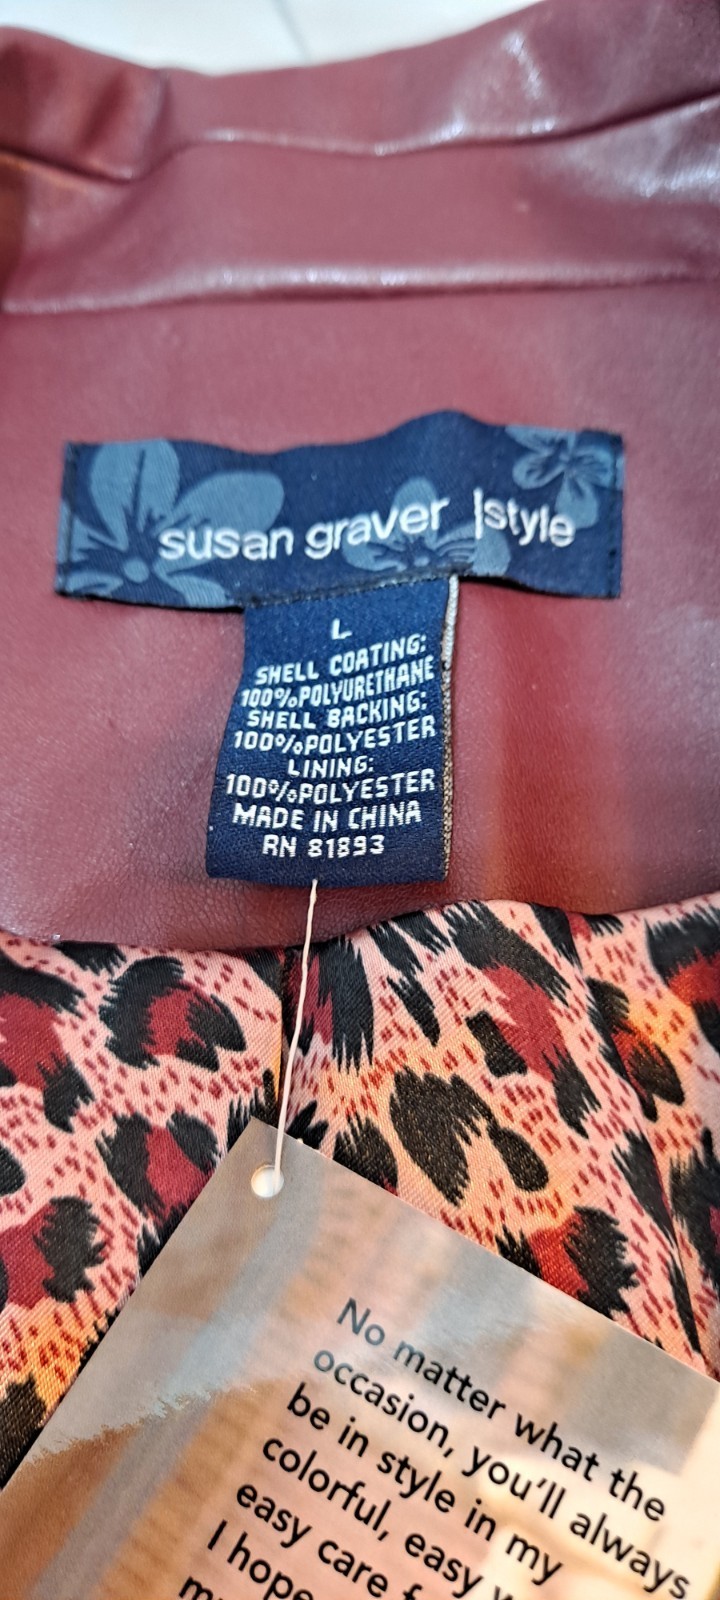 susan graver |style
L
SHELL COATING:
100%POLYURETHANE
SHELL BACKING:
100%POLYESTER
LINING:
100%POLYESTER
MADE IN CHINA
RN 81893
No matter what the
occasion, you'll always
be in style in my
colorful, easy
easy care
I hope